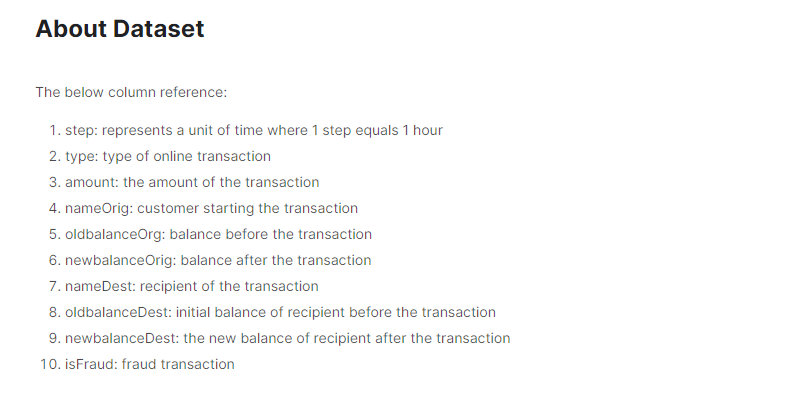 About Dataset
The below column reference:
1. step: represents a unit of time where 1 step equals 1 hour
2. type: type of online transaction
3. amount: the amount of the transaction
4. nameOrig: customer starting the transaction
5. oldbalanceOrg: balance before the transaction
6. newbalanceOrig: balance after the transaction
7. nameDest: recipient of the transaction
8. oldbalanceDest: initial balance of recipient before the transaction
9. newbalanceDest: the new balance of recipient after the transaction
10. isFraud: fraud transaction